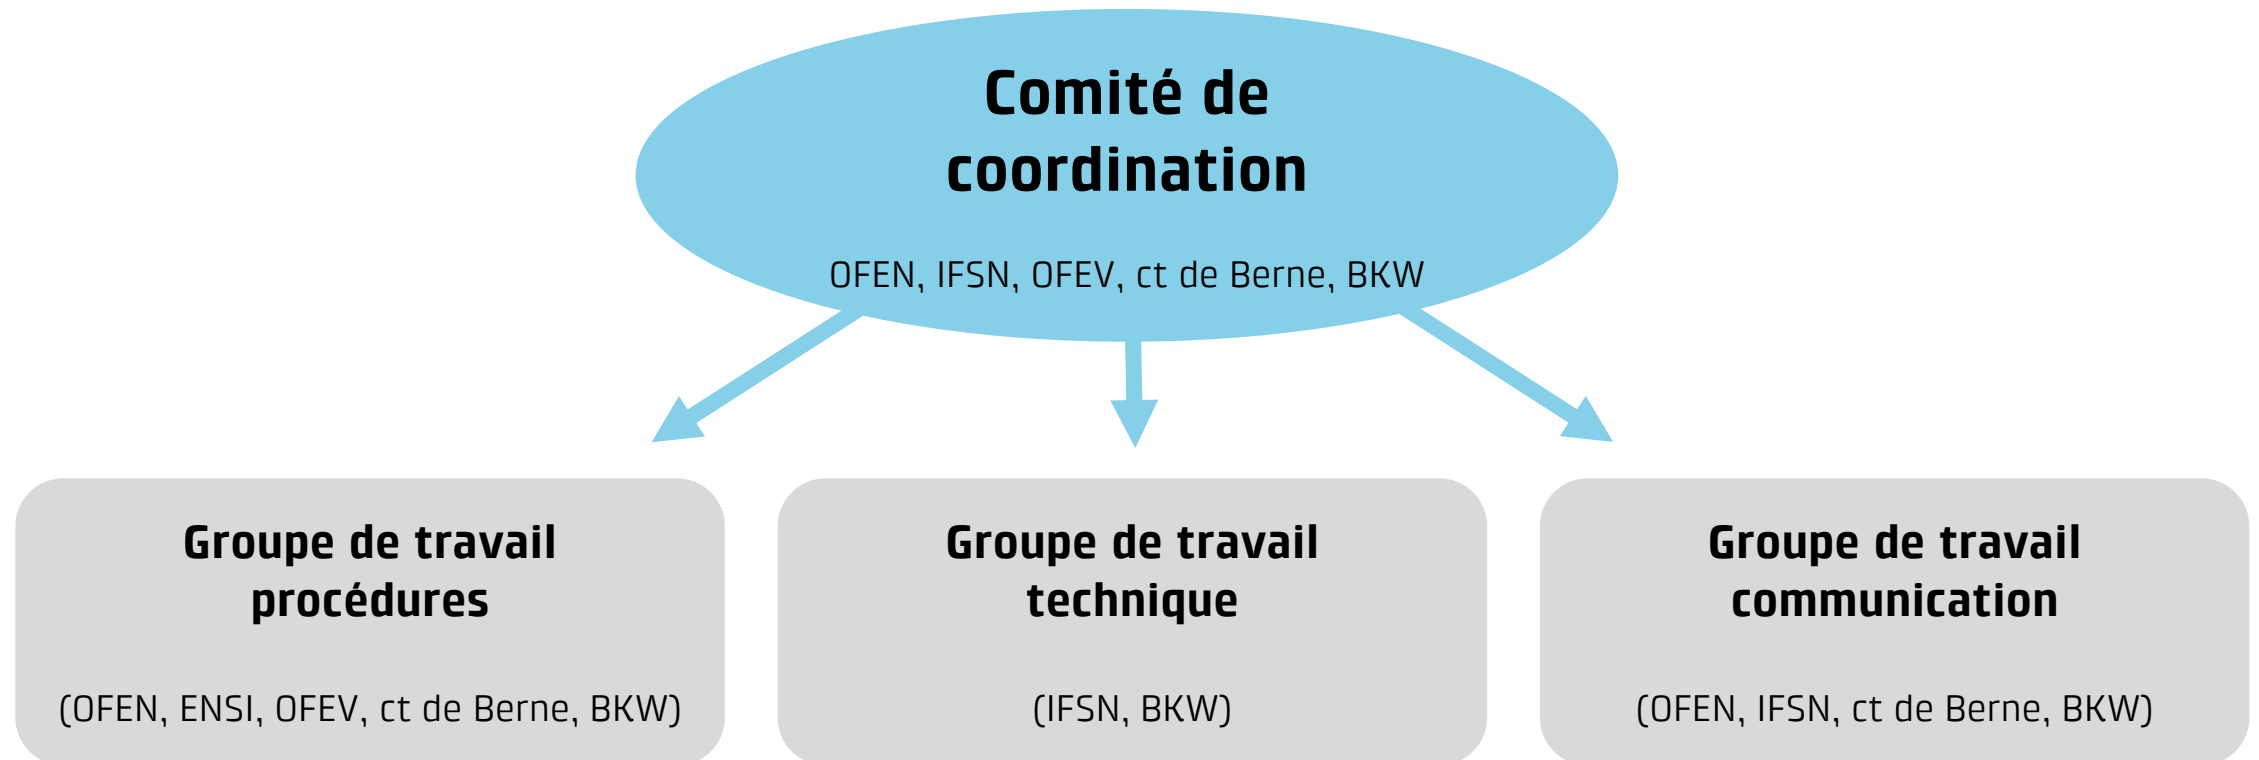 Comité de
coordination
OFEN, IFSN, OFEV, ct de Berne, BKW
Groupe de travail
procédures
(OFEN, ENSI, OFEV, ct de Berne, BKW)
Groupe de travail
technique
(IFSN, BKW)
Groupe de travail
communication
(OFEN, IFSN, ct de Berne, BKW)